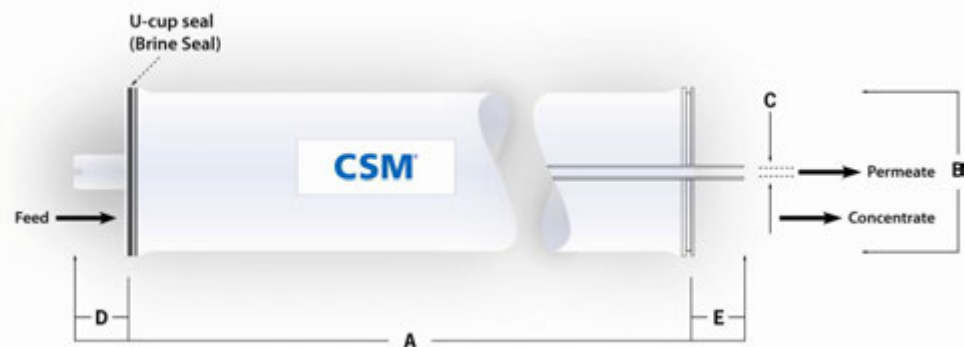 U-cup seal
(Brine Seal)
C
CSM
Permeate
B
Feed
Concentrate
D
A
E